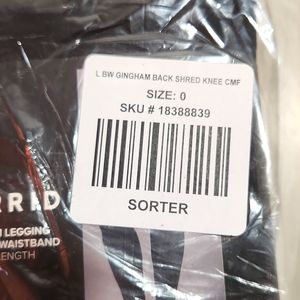 L BW GINGHAM BACK SHRED KNEE CMF
SIZE: 0
SKU # 18388839
SORTER
RRID
LEGGING
WAISTBAND
ENGTH